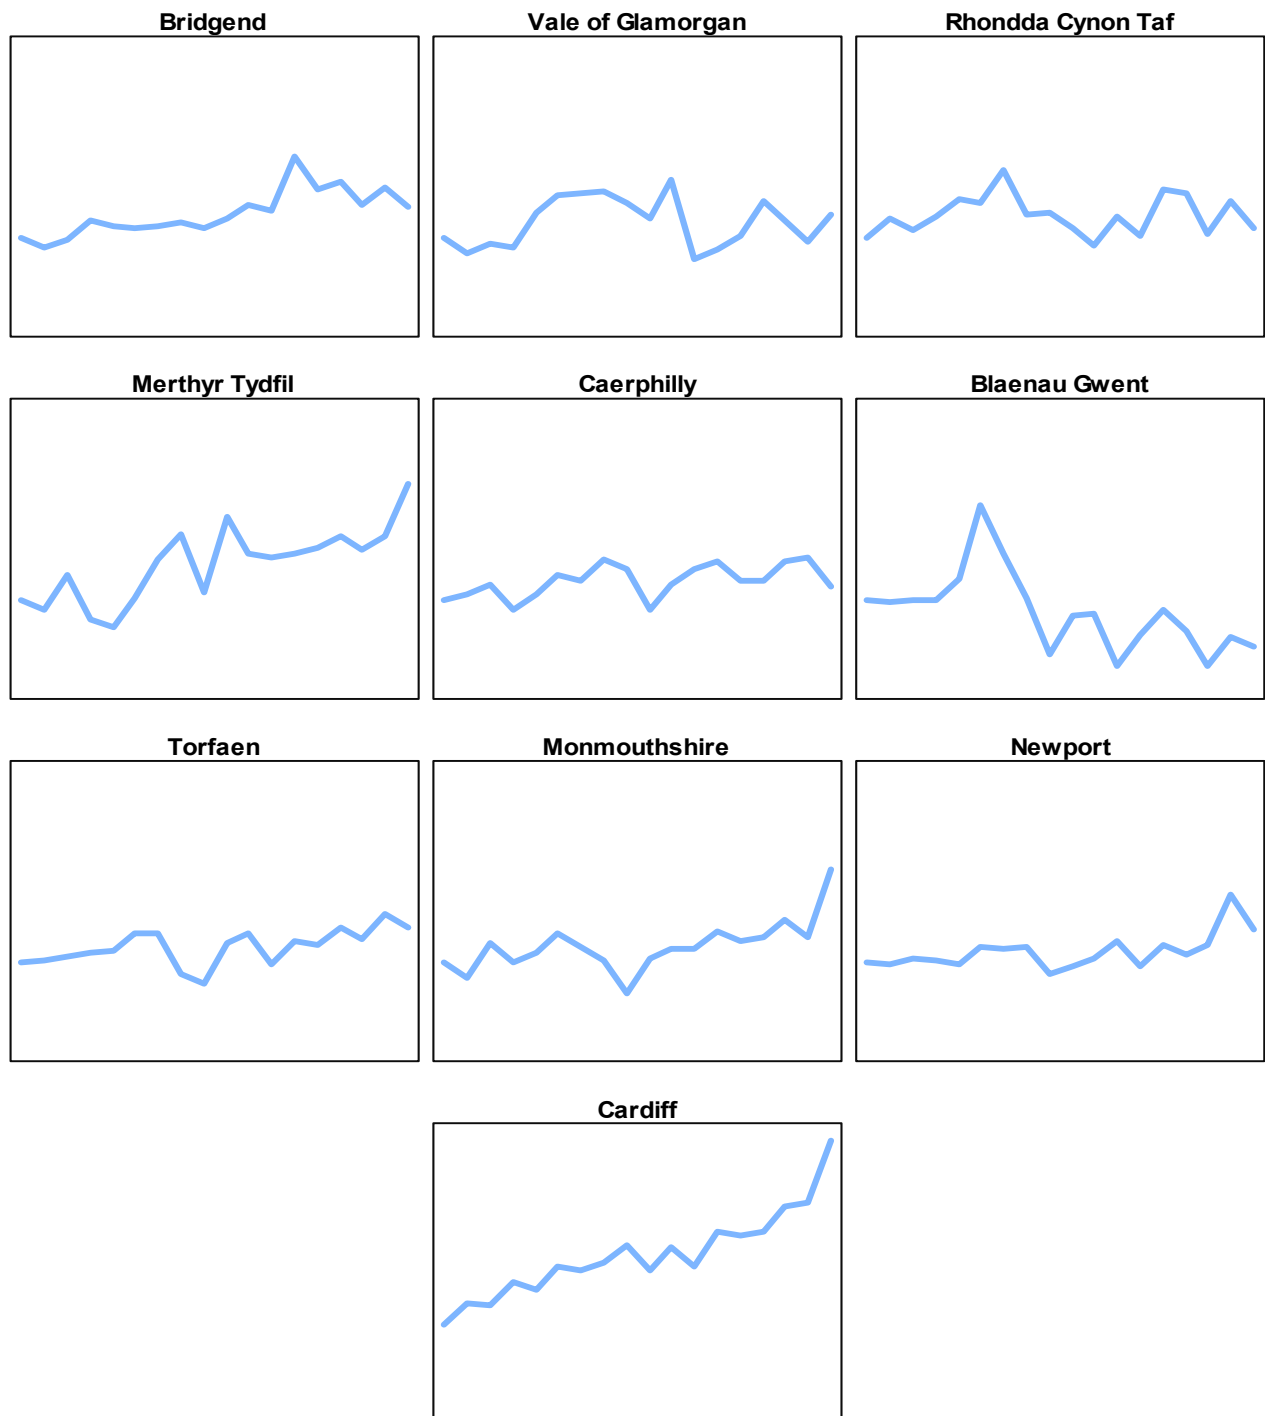 Bridgend
Vale of Glamorgan
Rhondda Cynon Taf
Merthyr Tydfil
Caerphilly
Blaenau Gwent
Torfaen
Monmouthshire
Newport
Cardiff